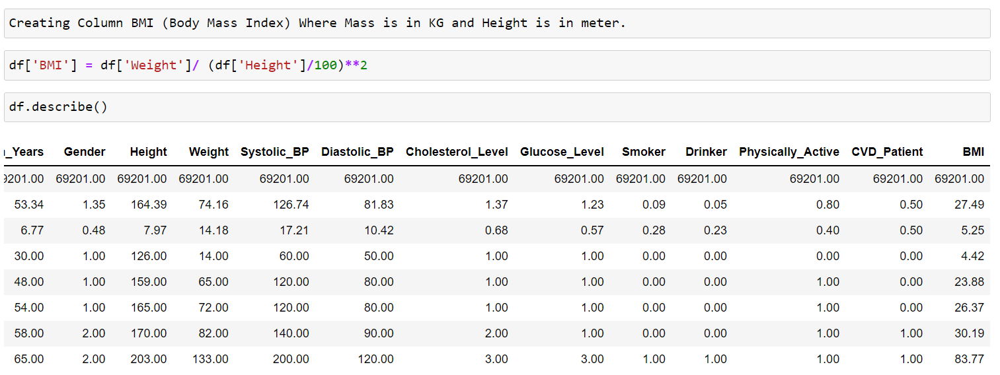 Creating Column BMI (Body Mass Index) Where Mass is in KG and Height is in meter.
df['BMI'] = df['Weight']/ (df['Height']/100)**2
df.describe()
_Years Gender Height Weight Systolic_BP Diastolic_BP Cholesterol_Level Glucose_Level Smoker Drinker Physically_Active CVD_Patient BMI
9201.00 69201.00 69201.00 69201.00 69201.00 69201.00 69201.00 69201.00 69201.00 69201.00 69201.00 69201.00 69201.00
53.34 1.35 164.39 74.16 126.74 81.83 1.37 1.23 0.09 0.05 0.80 0.50 27.49
6.77 0.48 7.97 14.18 17.21 10.42 0.68 0.57 0.28 0.23 0.40 0.50 5.25
30.00 1.00 126.00 14.00 60.00 50.00 1.00 1.00 0.00 0.00 0.00 0.00 4.42
48.00 1.00 159.00 65.00 120.00 80.00 1.00 1.00 0.00 0.00 1.00 0.00 23.88
54.00 1.00 165.00 72.00 120.00 80.00 1.00 1.00 0.00 0.00 1.00 0.00 26.37
58.00 2.00 170.00 82.00 140.00 90.00 2.00 1.00 0.00 0.00 1.00 1.00 30.19
65.00 2.00 203.00 133.00 200.00 120.00 3.00 3.00 1.00 1.00 1.00 1.00 83.77